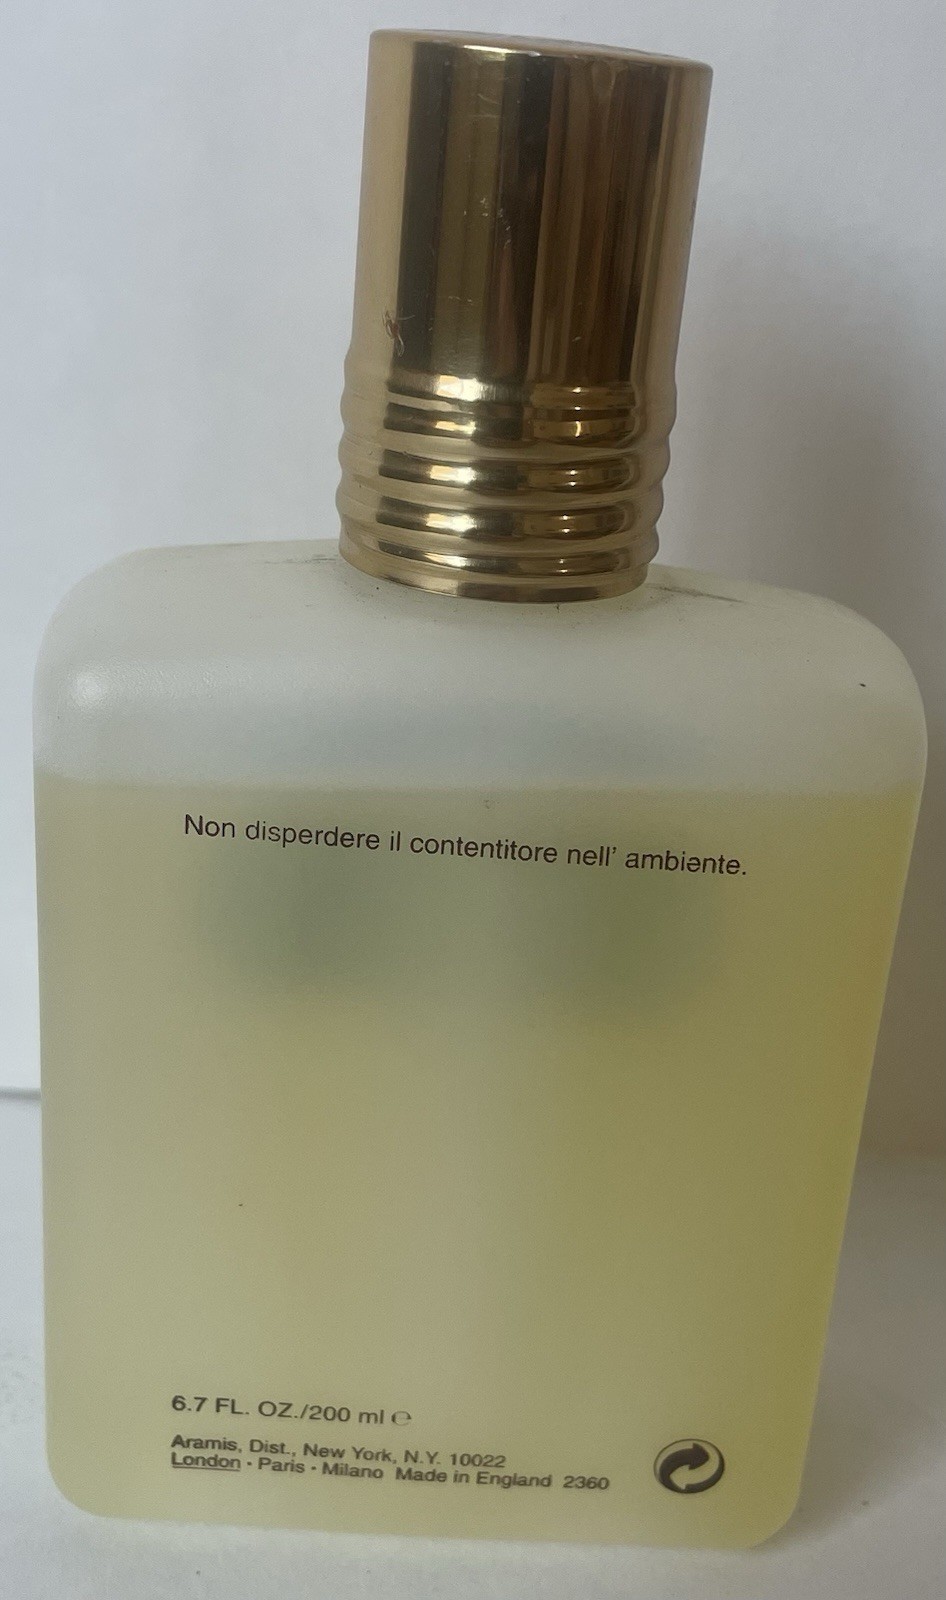 Non disperdere il contentitore nell' ambiente.
6.7 FL. OZ./200 ml ℮
Aramis, Dist., New York, N.Y. 10022
London · Paris · Milano Made in England 2360